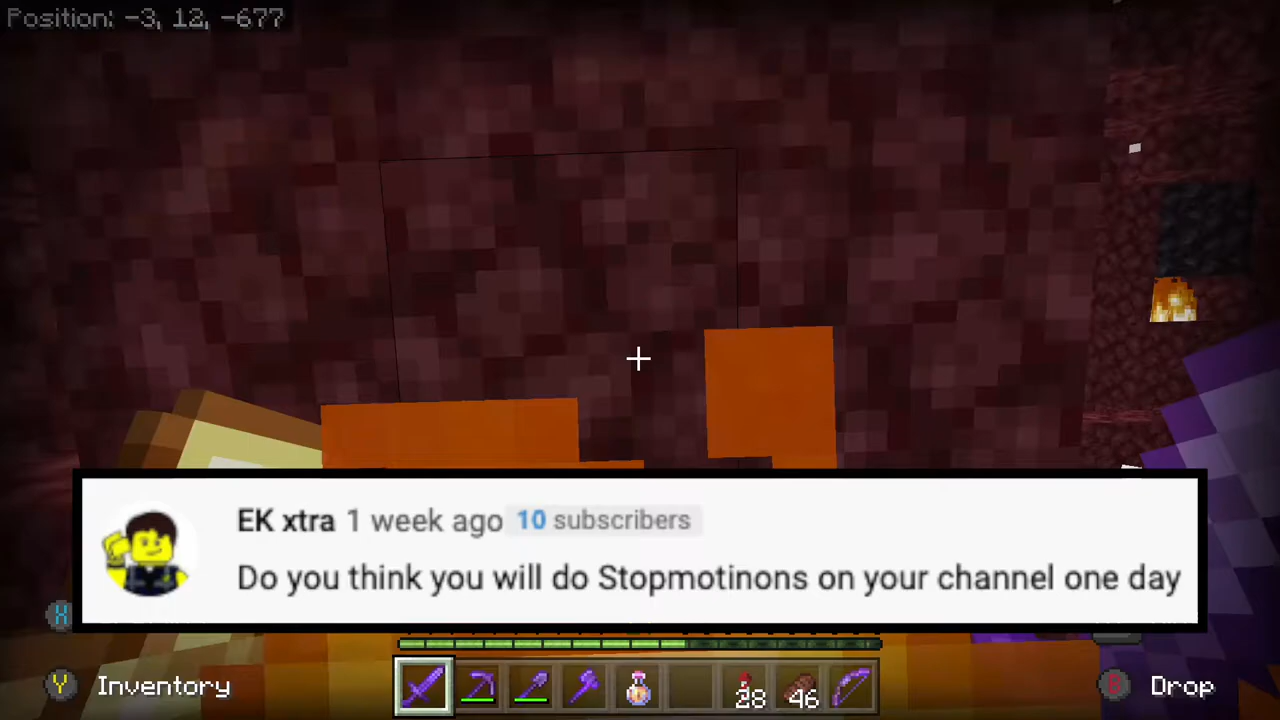 Position: -3, 12, -677
EK xtra 1 week ago 10 subscribers
Do you think you will do Stopmotinons on your channel one day
X
Y Inventory
28 46
B Drop